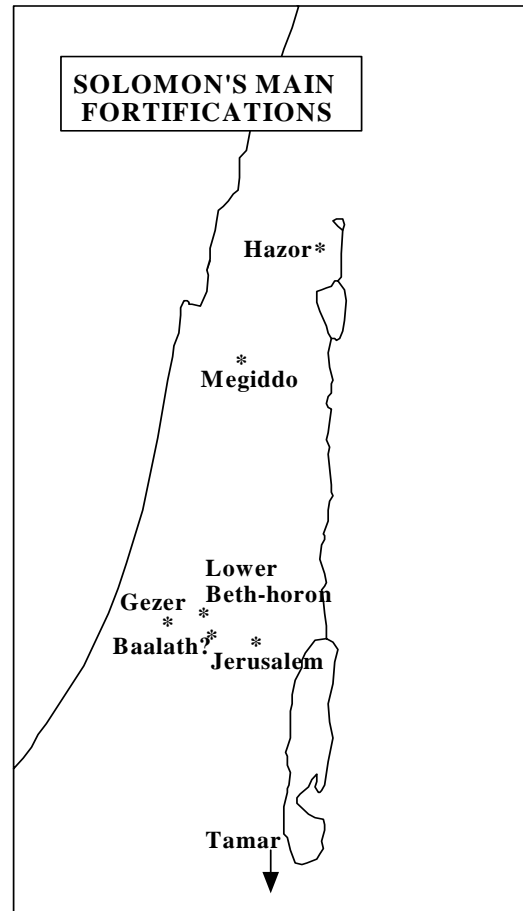 SOLOMON'S MAIN
FORTIFICATIONS
Hazor *
*
Megiddo
Lower
Beth-horon
Gezer *
*
Baalath? *
*
Jerusalem
Tamar